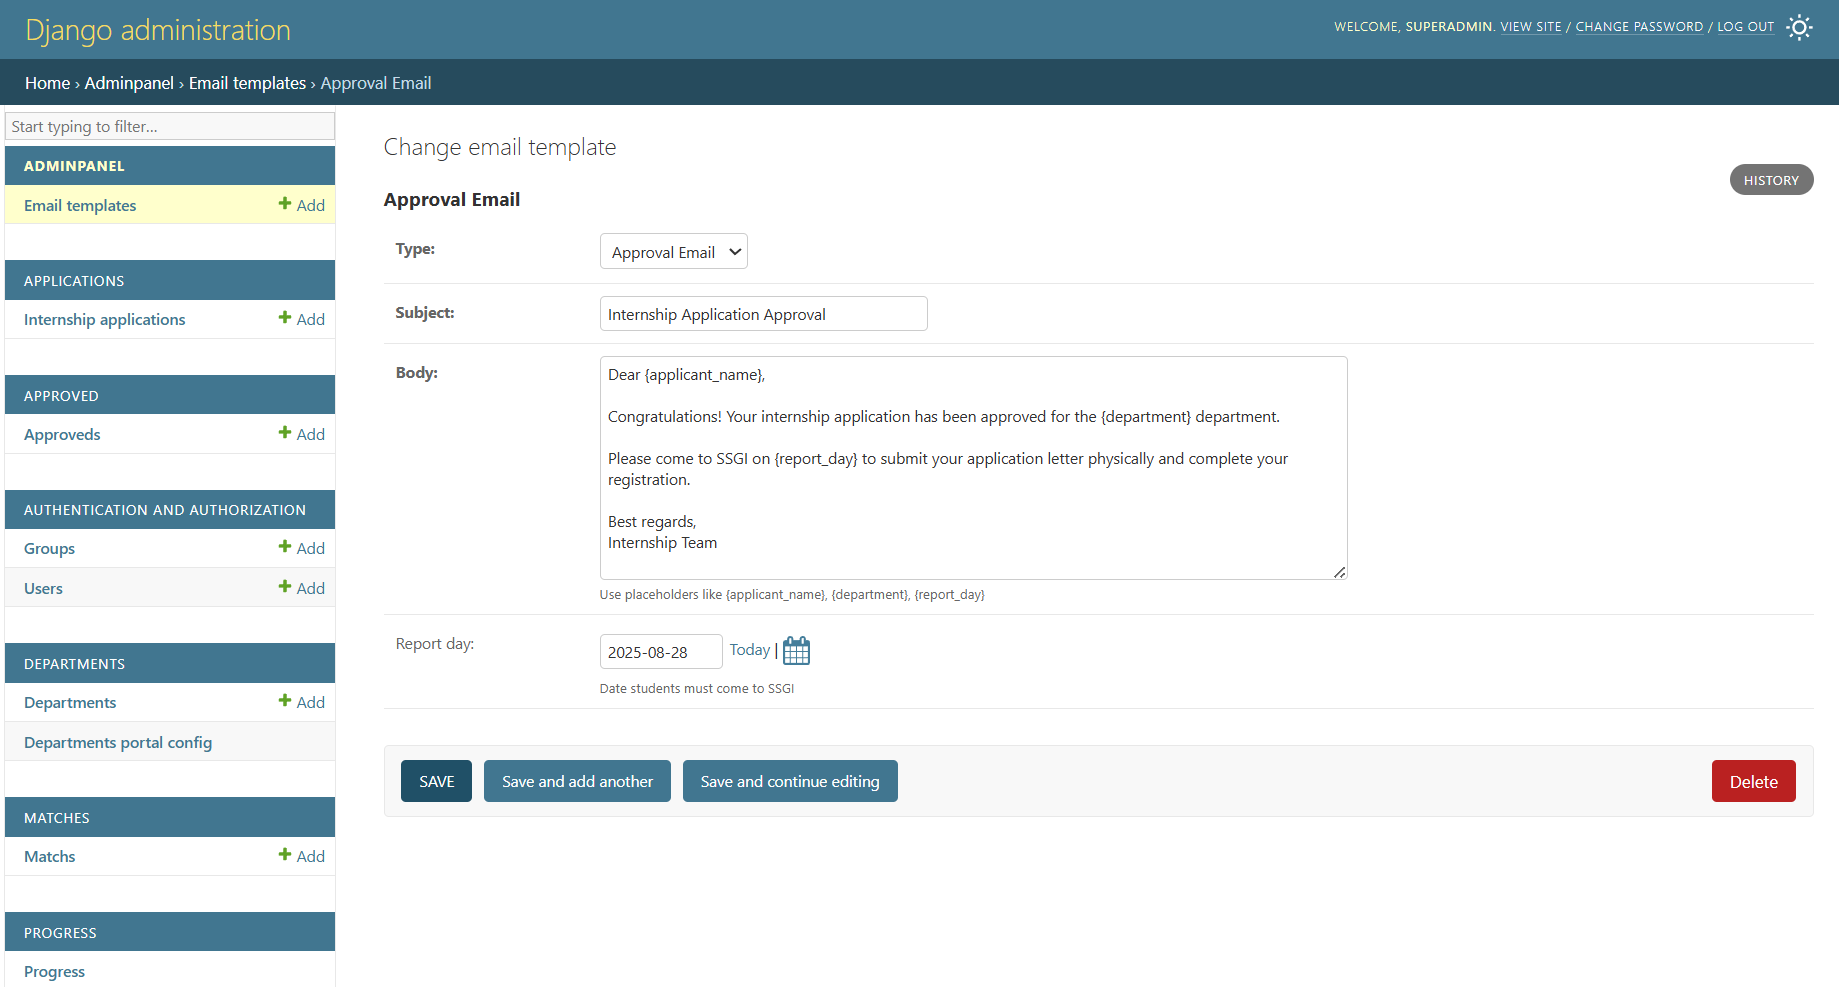 Django administration
WELCOME, SUPERADMIN. VIEW SITE / CHANGE PASSWORD / LOG OUT
Home › Adminpanel › Email templates › Approval Email
Start typing to filter...
ADMINPANEL
Email templates
Add
APPLICATIONS
Internship applications
Add
APPROVED
Approveds
Add
AUTHENTICATION AND AUTHORIZATION
Groups
Add
Users
Add
DEPARTMENTS
Departments
Add
Departments portal config
MATCHES
Matchs
Add
PROGRESS
Progress
Change email template
HISTORY
Approval Email
Type:
Approval Email
Subject:
Internship Application Approval
Body:
Dear {applicant_name},
Congratulations! Your internship application has been approved for the {department} department.
Please come to SSGI on {report_day} to submit your application letter physically and complete your
registration.
Best regards,
Internship Team
Use placeholders like {applicant_name}, {department}, {report_day}
Report day:
2025-08-28
Today |
Date students must come to SSGI
SAVE
Save and add another
Save and continue editing
Delete